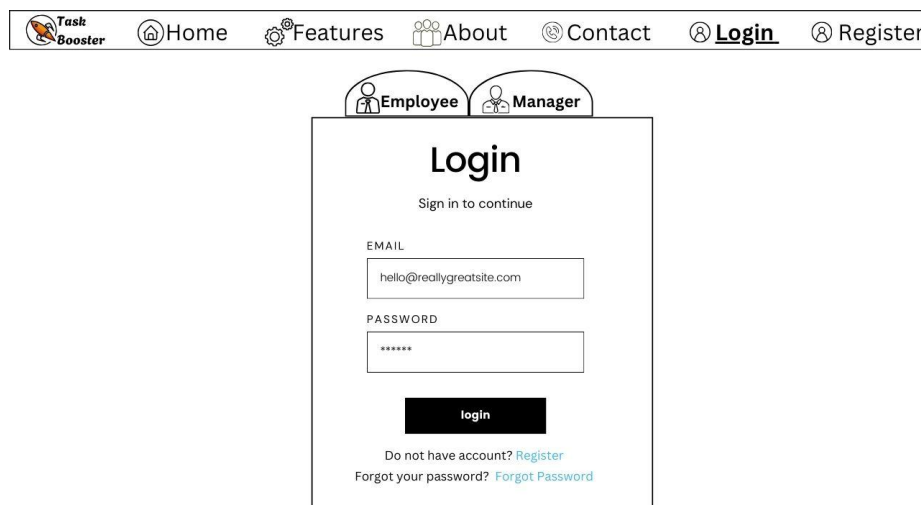 Task
Booster
Home Features About Contact Login Register
Employee Manager
Login
Sign in to continue
EMAIL
hello@reallygreatsite.com
PASSWORD
******
login
Do not have account? Register
Forgot your password? Forgot Password